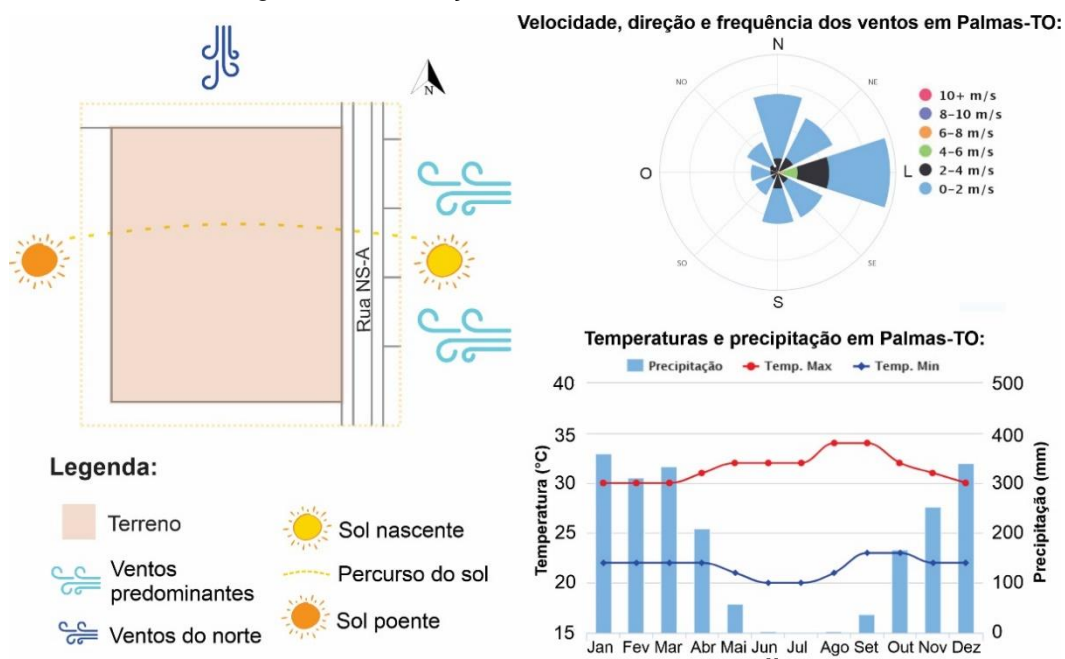 Velocidade, direção e frequência dos ventos em Palmas-TO:
N
NO
NE
O
L
SO
SE
S
10+ m/s
8-10 m/s
6-8 m/s
4-6 m/s
2-4 m/s
0-2 m/s
N
Rua NS-A
Legenda:
Terreno
Ventos
predominantes
Ventos do norte
Sol nascente
Percurso do sol
Sol poente
Temperaturas e precipitação em Palmas-TO:
Precipitação Temp. Max Temp. Min
Temperatura (°C)
40
35
30
25
20
15
500
400
300
200
100
0
Precipitação (mm)
Jan Fev Mar Abr Mai Jun Jul Ago Set Out Nov Dez